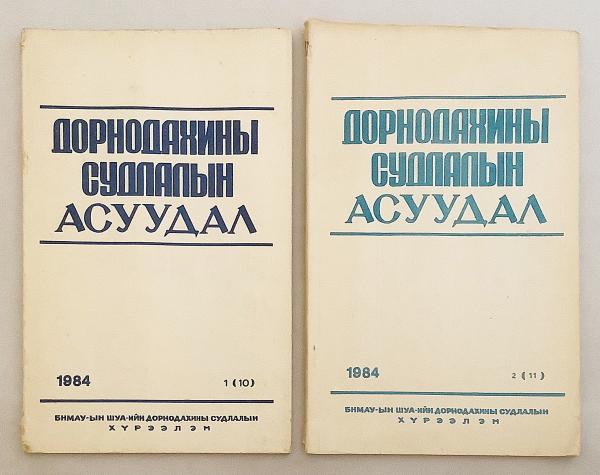 ДОРНОДАХИНЫ
СУДЛАЛЫН
АСУУДАЛ
1984 1 (10)
БНМАУ-ЫН ШУА-ИЙН ДОРНОДАХИНЫ СУДЛАЛЫН
ХҮРЭЭЛЭН
ДОРНОДАХИНЫ
СУДЛАЛЫН
АСУУДАЛ
1984 2 (11)
БНМАУ-ЫН ШУА-ИЙН ДОРНОДАХИНЫ СУДЛАЛЫН
ХҮРЭЭЛЭН